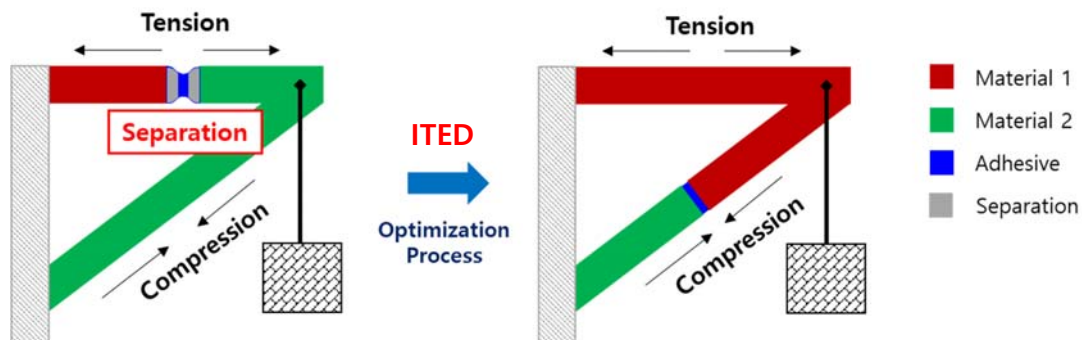 Tension
Separation
Compression
ITED
Optimization
Process
Tension
Compression
Material 1
Material 2
Adhesive
Separation